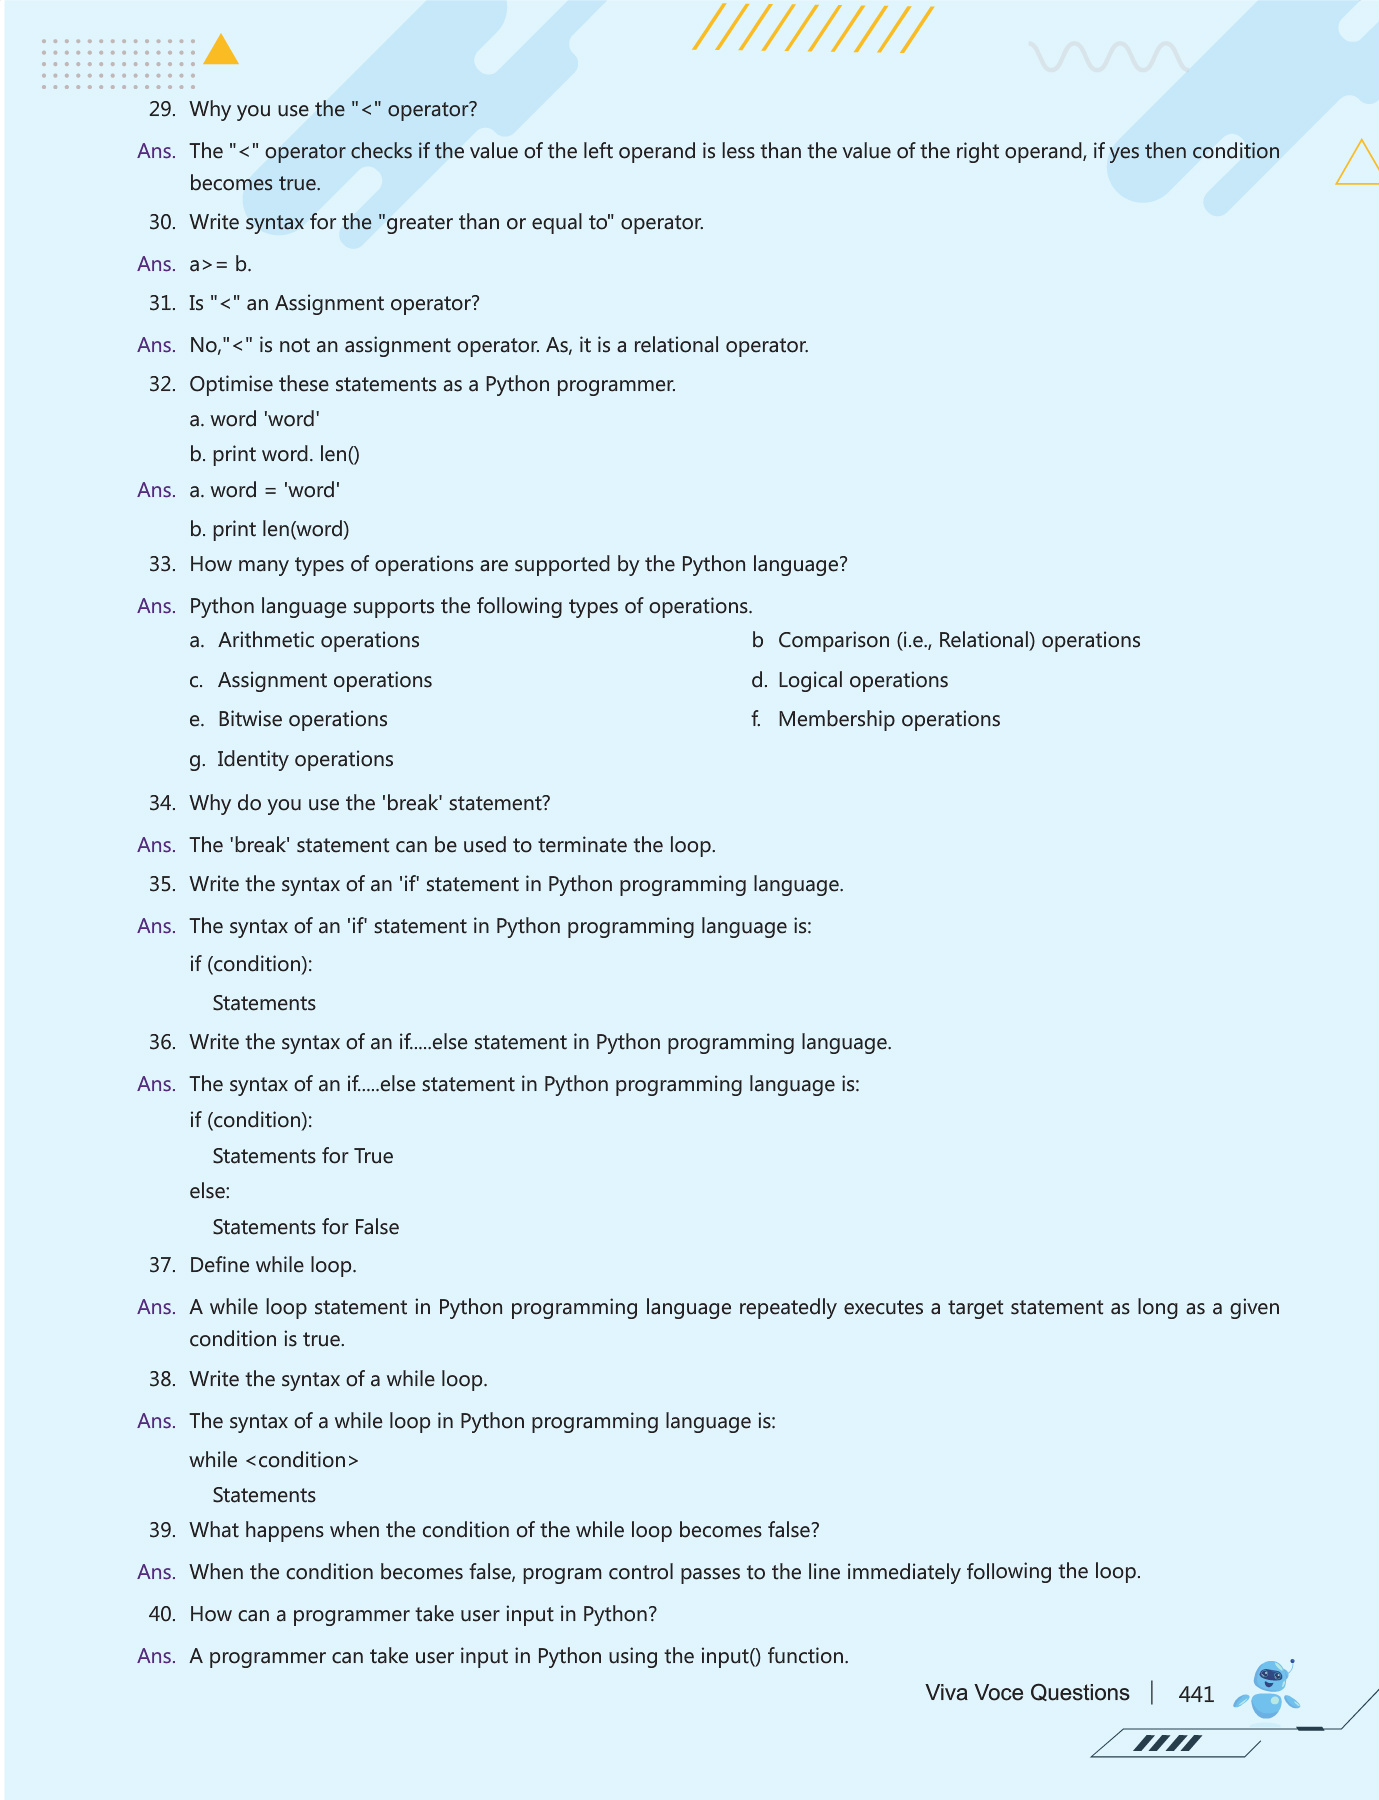 29. Why you use the "<" operator?
Ans. The "<" operator checks if the value of the left operand is less than the value of the right operand, if yes then condition
becomes true.
30. Write syntax for the "greater than or equal to" operator.
Ans. a>= b.
31. Is "<" an Assignment operator?
Ans. No,"<" is not an assignment operator. As, it is a relational operator.
32. Optimise these statements as a Python programmer.
a. word 'word'
b. print word. len()
Ans. a. word = 'word'
b. print len(word)
33. How many types of operations are supported by the Python language?
Ans. Python language supports the following types of operations.
a. Arithmetic operations b Comparison (i.e., Relational) operations
c. Assignment operations d. Logical operations
e. Bitwise operations f. Membership operations
g. Identity operations
34. Why do you use the 'break' statement?
Ans. The 'break' statement can be used to terminate the loop.
35. Write the syntax of an 'if' statement in Python programming language.
Ans. The syntax of an 'if' statement in Python programming language is:
if (condition):
Statements
36. Write the syntax of an if.....else statement in Python programming language.
Ans. The syntax of an if.....else statement in Python programming language is:
if (condition):
Statements for True
else:
Statements for False
37. Define while loop.
Ans. A while loop statement in Python programming language repeatedly executes a target statement as long as a given
condition is true.
38. Write the syntax of a while loop.
Ans. The syntax of a while loop in Python programming language is:
while <condition>
Statements
39. What happens when the condition of the while loop becomes false?
Ans. When the condition becomes false, program control passes to the line immediately following the loop.
40. How can a programmer take user input in Python?
Ans. A programmer can take user input in Python using the input() function.
Viva Voce Questions | 441